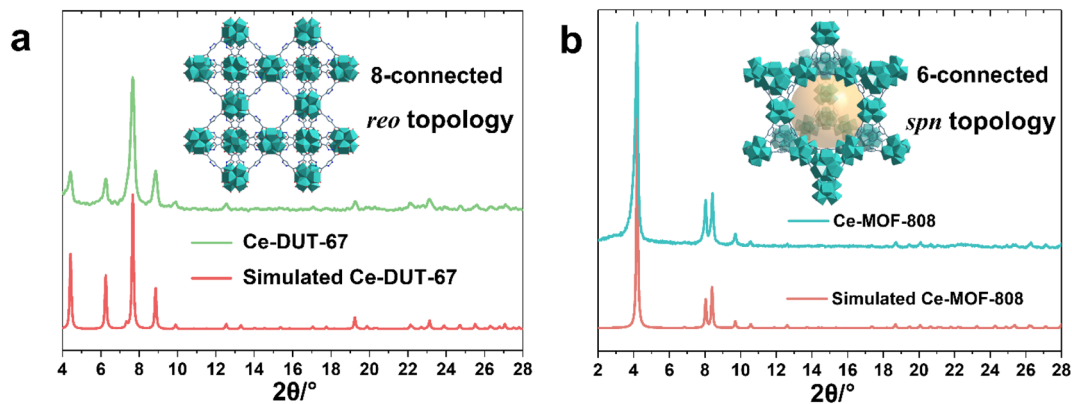 a
8-connected
reo topology
Ce-DUT-67
Simulated Ce-DUT-67
4 6 8 10 12 14 16 18 20 22 24 26 28
2θ/°
b
6-connected
spn topology
Ce-MOF-808
Simulated Ce-MOF-808
2 4 6 8 10 12 14 16 18 20 22 24 26 28
2θ/°